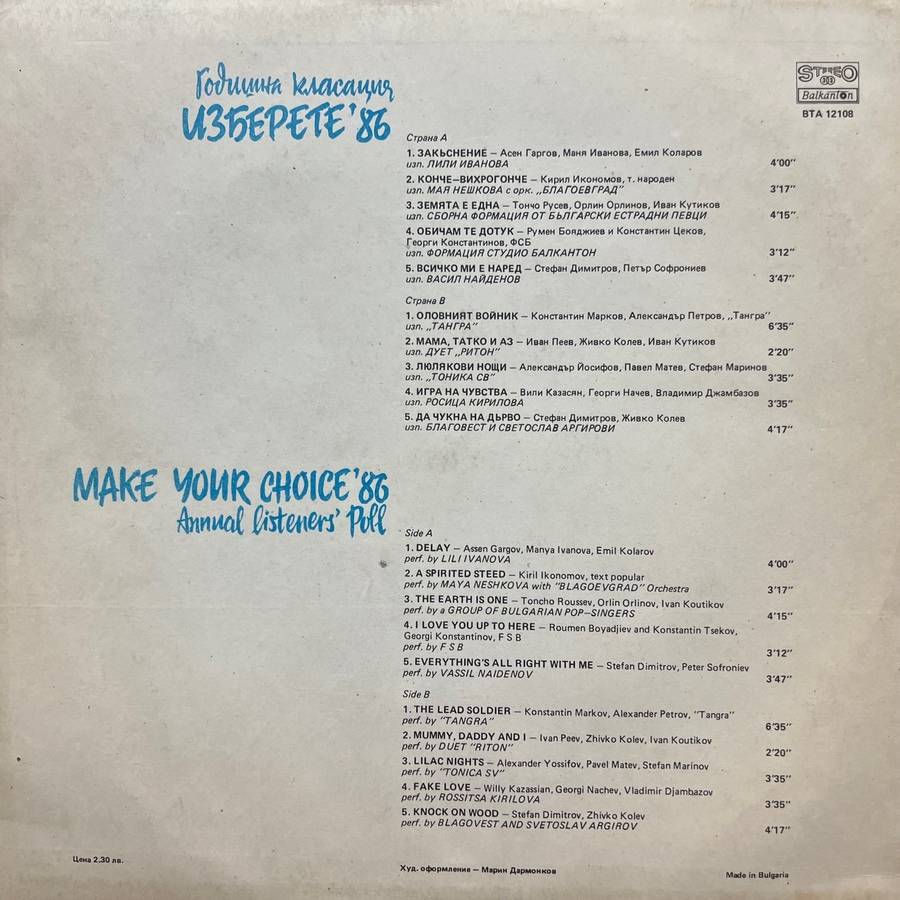 Годишна класация
ИЗБЕРЕТЕ'86
STEREO
Balkanton
BTA 12108
Страна А
1. ЗАКЪСНЕНИЕ – Асен Гаргов, Маня Иванова, Емил Коларов
изп. ЛИЛИ ИВАНОВА 4'00"
2. КОНЧЕ–ВИХРОГОНЧЕ – Кирил Икономов, т. народен
изп. МАЯ НЕШКОВА с орк. „БЛАГОЕВГРАД" 3'17"
3. ЗЕМЯТА Е ЕДНА – Тончо Русев, Орлин Орлинов, Иван Кутиков
изп. СБОРНА ФОРМАЦИЯ ОТ БЪЛГАРСКИ ЕСТРАДНИ ПЕВЦИ 4'15"
4. ОБИЧАМ ТЕ ДОТУК – Румен Бояджиев и Константин Цеков,
Георги Константинов, ФСБ
изп. ФОРМАЦИЯ СТУДИО БАЛКАНТОН 3'12"
5. ВСИЧКО МИ Е НАРЕД – Стефан Димитров, Петър Софрониев
изп. ВАСИЛ НАЙДЕНОВ 3'47"
Страна В
1. ОЛОВНИЯТ ВОЙНИК – Константин Марков, Александър Петров, „Тангра"
изп. „ТАНГРА" 6'35"
2. МАМА, ТАТКО И АЗ – Иван Пеев, Живко Колев, Иван Кутиков
изп. ДУЕТ „РИТОН" 2'20"
3. ЛЮЛЯКОВИ НОЩИ – Александър Йосифов, Павел Матев, Стефан Маринов
изп. „ТОНИКА СВ" 3'35"
4. ИГРА НА ЧУВСТВА – Вили Казасян, Георги Начев, Владимир Джамбазов
изп. РОСИЦА КИРИЛОВА 3'35"
5. ДА ЧУКНА НА ДЪРВО – Стефан Димитров, Живко Колев
изп. БЛАГОВЕСТ И СВЕТОСЛАВ АРГИРОВИ 4'17"
MAKE YOUR CHOICE'86
Annual listeners' Poll
Side A
1. DELAY – Assen Gargov, Manya Ivanova, Emil Kolarov
perf. by LILI IVANOVA 4'00"
2. A SPIRITED STEED – Kiril Ikonomov, text popular
perf. by MAYA NESHKOVA with "BLAGOEVGRAD" Orchestra 3'17"
3. THE EARTH IS ONE – Toncho Roussev, Orlin Orlinov, Ivan Koutikov
perf. by a GROUP OF BULGARIAN POP–SINGERS 4'15"
4. I LOVE YOU UP TO HERE – Roumen Boyadjiev and Konstantin Tsekov,
Georgi Konstantinov, F S B
perf. by F S B 3'12"
5. EVERYTHING'S ALL RIGHT WITH ME – Stefan Dimitrov, Peter Sofroniev
perf. by VASSIL NAIDENOV 3'47"
Side B
1. THE LEAD SOLDIER – Konstantin Markov, Alexander Petrov, "Tangra"
perf. by "TANGRA" 6'35"
2. MUMMY, DADDY AND I – Ivan Peev, Zhivko Kolev, Ivan Koutikov
perf. by DUET "RITON" 2'20"
3. LILAC NIGHTS – Alexander Yossifov, Pavel Matev, Stefan Marinov
perf. by "TONICA SV" 3'35"
4. FAKE LOVE – Willy Kazassian, Georgi Nachev, Vladimir Djambazov
perf. by ROSSITSA KIRILOVA 3'35"
5. KNOCK ON WOOD – Stefan Dimitrov, Zhivko Kolev
perf. by BLAGOVEST AND SVETOSLAV ARGIROV 4'17"
Цена 2.30 лв.
Худ. оформление – Марин Дармонков
Made in Bulgaria